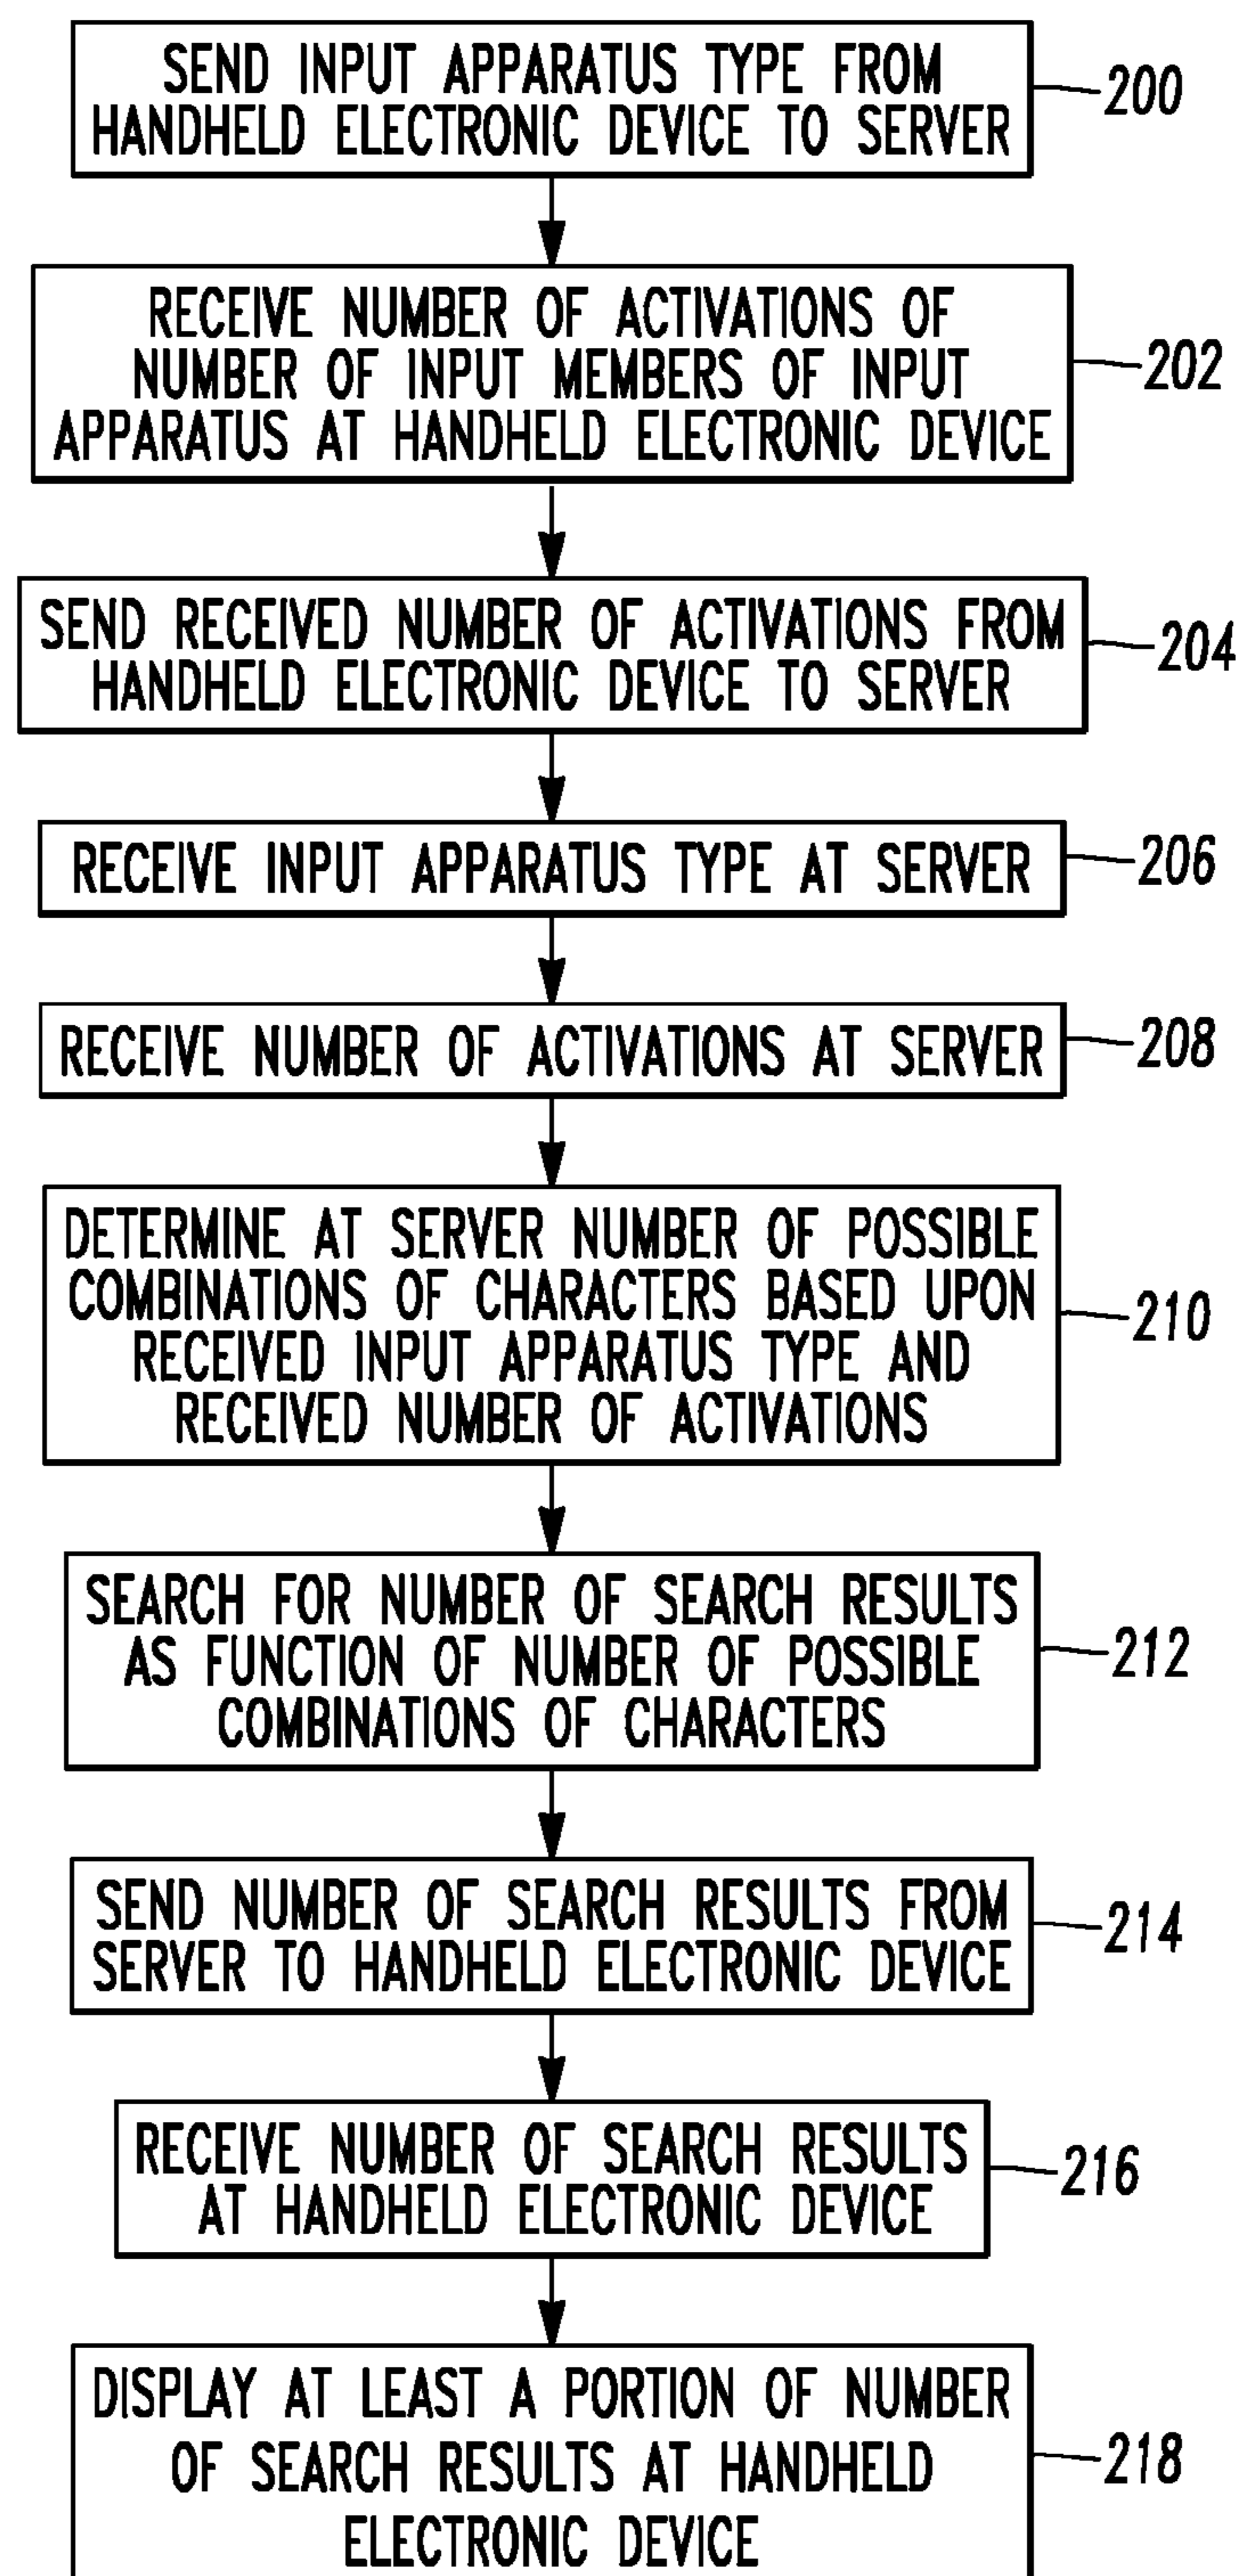 SEND INPUT APPARATUS TYPE FROM
HANDHELD ELECTRONIC DEVICE TO SERVER
200
RECEIVE NUMBER OF ACTIVATIONS OF
NUMBER OF INPUT MEMBERS OF INPUT
APPARATUS AT HANDHELD ELECTRONIC DEVICE
202
SEND RECEIVED NUMBER OF ACTIVATIONS FROM
HANDHELD ELECTRONIC DEVICE TO SERVER
204
RECEIVE INPUT APPARATUS TYPE AT SERVER
206
RECEIVE NUMBER OF ACTIVATIONS AT SERVER
208
DETERMINE AT SERVER NUMBER OF POSSIBLE
COMBINATIONS OF CHARACTERS BASED UPON
RECEIVED INPUT APPARATUS TYPE AND
RECEIVED NUMBER OF ACTIVATIONS
210
SEARCH FOR NUMBER OF SEARCH RESULTS
AS FUNCTION OF NUMBER OF POSSIBLE
COMBINATIONS OF CHARACTERS
212
SEND NUMBER OF SEARCH RESULTS FROM
SERVER TO HANDHELD ELECTRONIC DEVICE
214
RECEIVE NUMBER OF SEARCH RESULTS
AT HANDHELD ELECTRONIC DEVICE
216
DISPLAY AT LEAST A PORTION OF NUMBER
OF SEARCH RESULTS AT HANDHELD
ELECTRONIC DEVICE
218